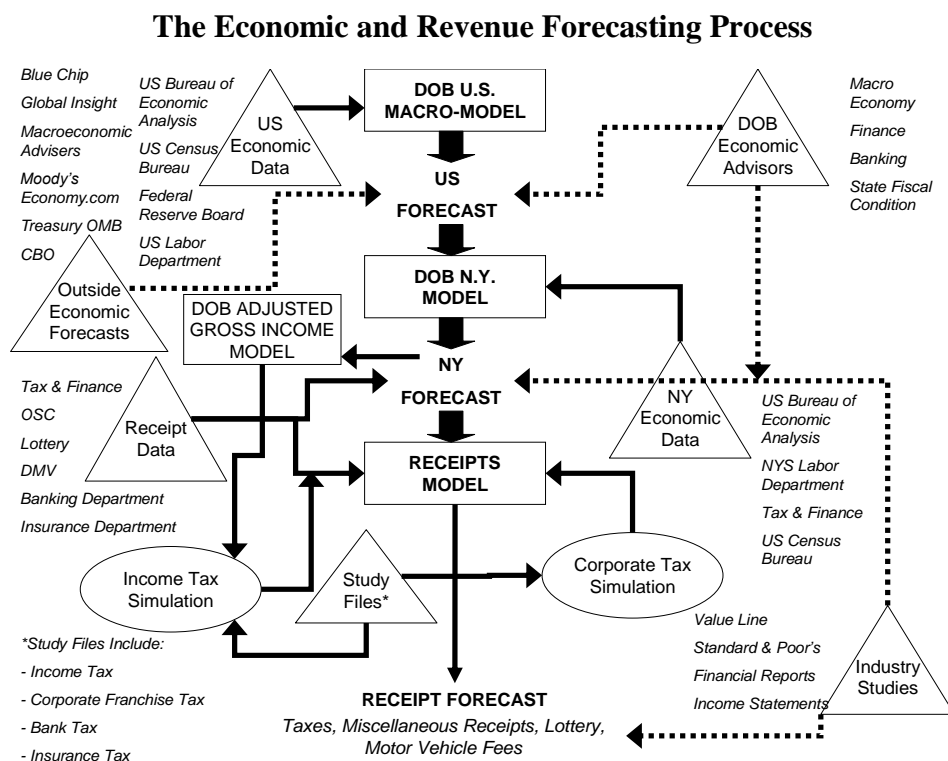 The Economic and Revenue Forecasting Process
Blue Chip
Global Insight
Macroeconomic
Advisers
Moody's
Economy.com
Treasury OMB
CBO
US Bureau of
Economic
Analysis
US Census
Bureau
Federal
Reserve Board
US Labor
Department
US
Economic
Data
DOB U.S.
MACRO-MODEL
US
FORECAST
DOB
Economic
Advisors
Macro
Economy
Finance
Banking
State Fiscal
Condition
Outside
Economic
Forecasts
DOB ADJUSTED
GROSS INCOME
MODEL
DOB N.Y.
MODEL
NY
FORECAST
NY
Economic
Data
Tax & Finance
OSC
Lottery
DMV
Banking Department
Insurance Department
Receipt
Data
RECEIPTS
MODEL
US Bureau of
Economic
Analysis
NYS Labor
Department
Tax & Finance
US Census
Bureau
Income Tax
Simulation
Study
Files*
Corporate Tax
Simulation
*Study Files Include:
- Income Tax
- Corporate Franchise Tax
- Bank Tax
- Insurance Tax
Value Line
Standard & Poor's
Financial Reports
Income Statements
Industry
Studies
RECEIPT FORECAST
Taxes, Miscellaneous Receipts, Lottery,
Motor Vehicle Fees